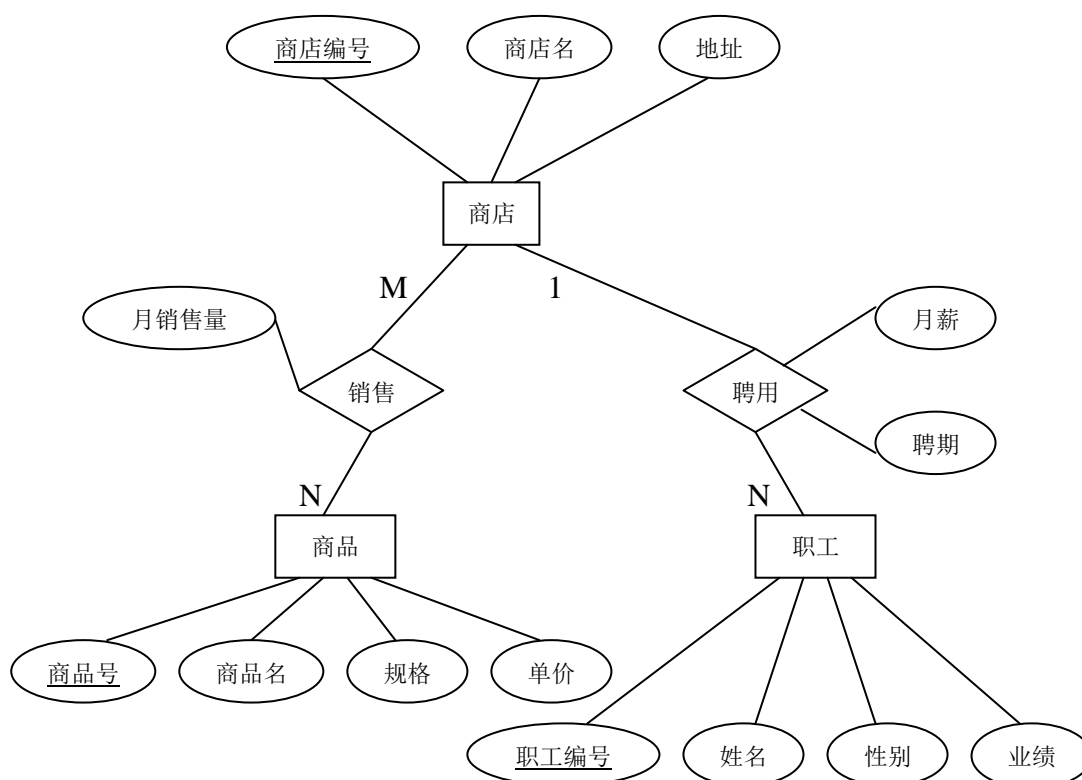 商店编号
商店名
地址
商店
M
1
月销售量
月薪
销售
聘用
聘期
N
N
商品
职工
商品号
商品名
规格
单价
职工编号
姓名
性别
业绩